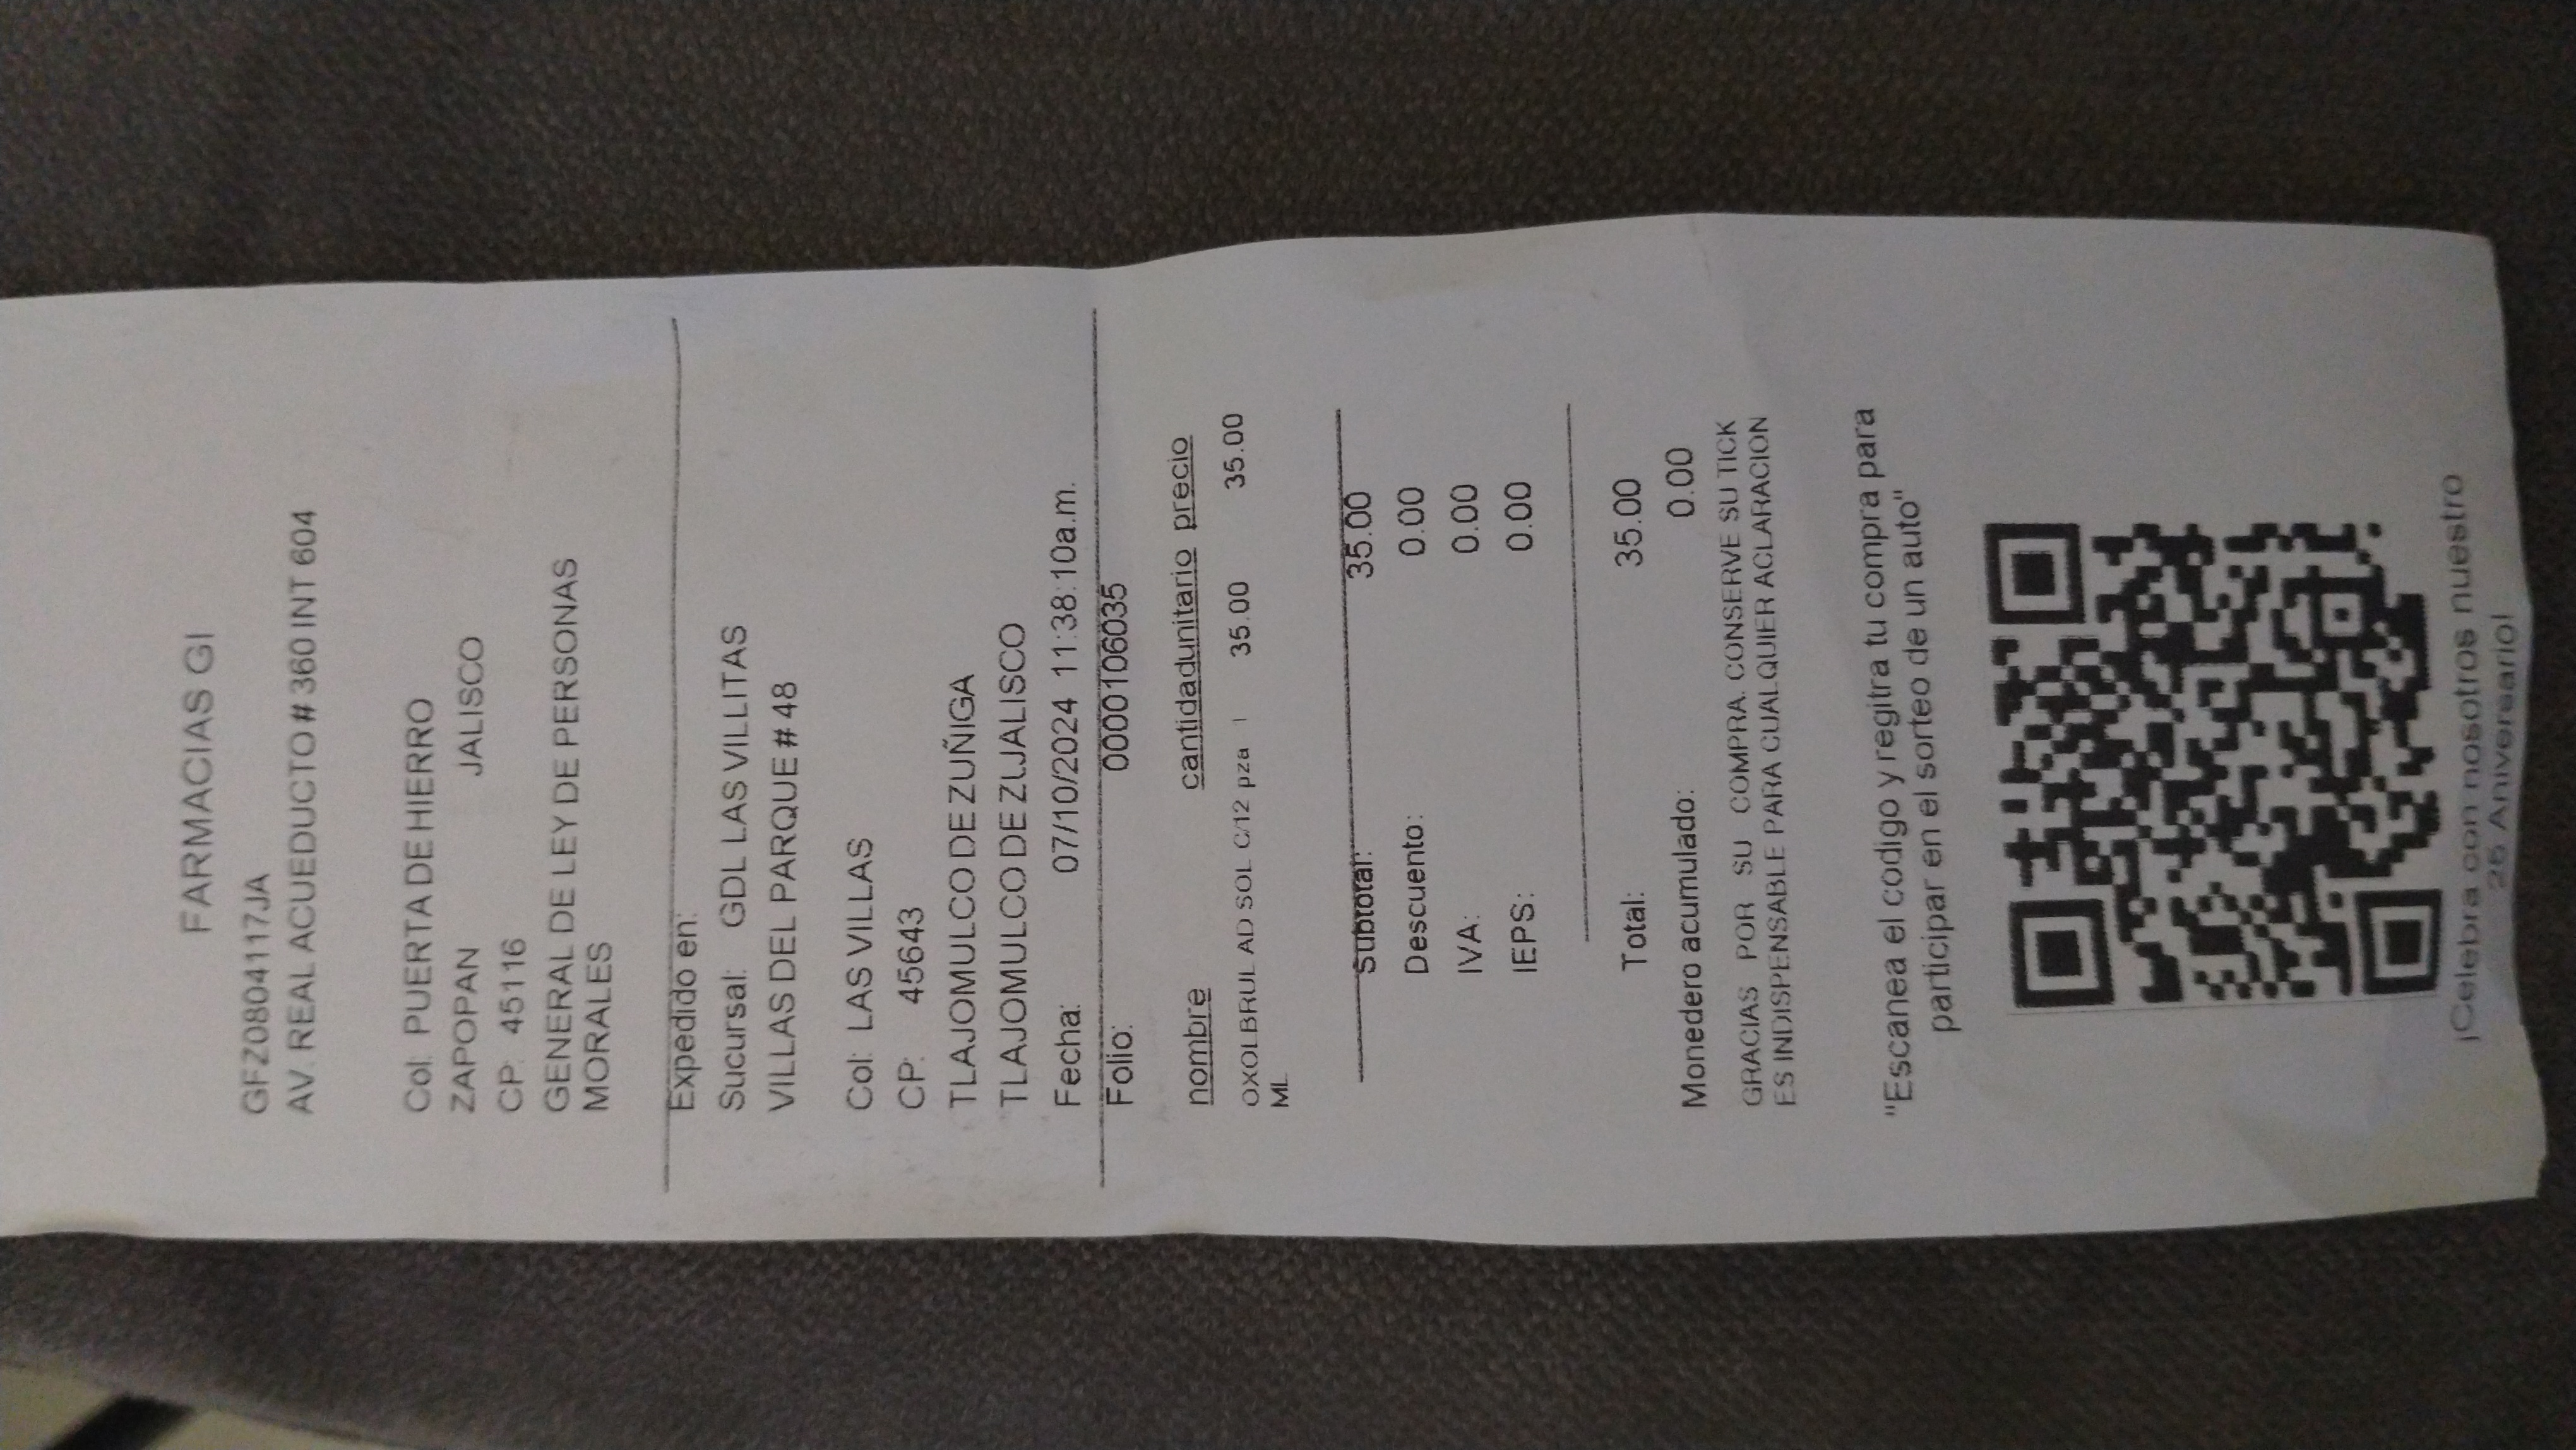 FARMACIAS GI
GFZ0804117JA
AV. REAL ACUEDUCTO # 360 INT 604
Col: PUERTA DE HIERRO
ZAPOPAN JALISCO
CP: 45116
GENERAL DE LEY DE PERSONAS
MORALES
Expedido en:
Sucursal: GDL LAS VILLITAS
VILLAS DEL PARQUE # 48
Col: LAS VILLAS
CP: 45643
TLAJOMULCO DE ZUÑIGA
TLAJOMULCO DE ZUJALISCO
Fecha: 07/10/2024 11:38:10a.m.
Folio: 0000106035
nombre cantidadunitario precio
OXOLBRUL AD SOL C/12 pza 1 35.00 35.00
ML
Subtotal: 35.00
Descuento: 0.00
IVA: 0.00
IEPS: 0.00
Total: 35.00
Monedero acumulado: 0.00
GRACIAS POR SU COMPRA. CONSERVE SU TICK
ES INDISPENSABLE PARA CUALQUIER ACLARACION
"Escanea el codigo y regitra tu compra para
participar en el sorteo de un auto"
¡Celebra con nosotros nuestro
25 Aniversario!